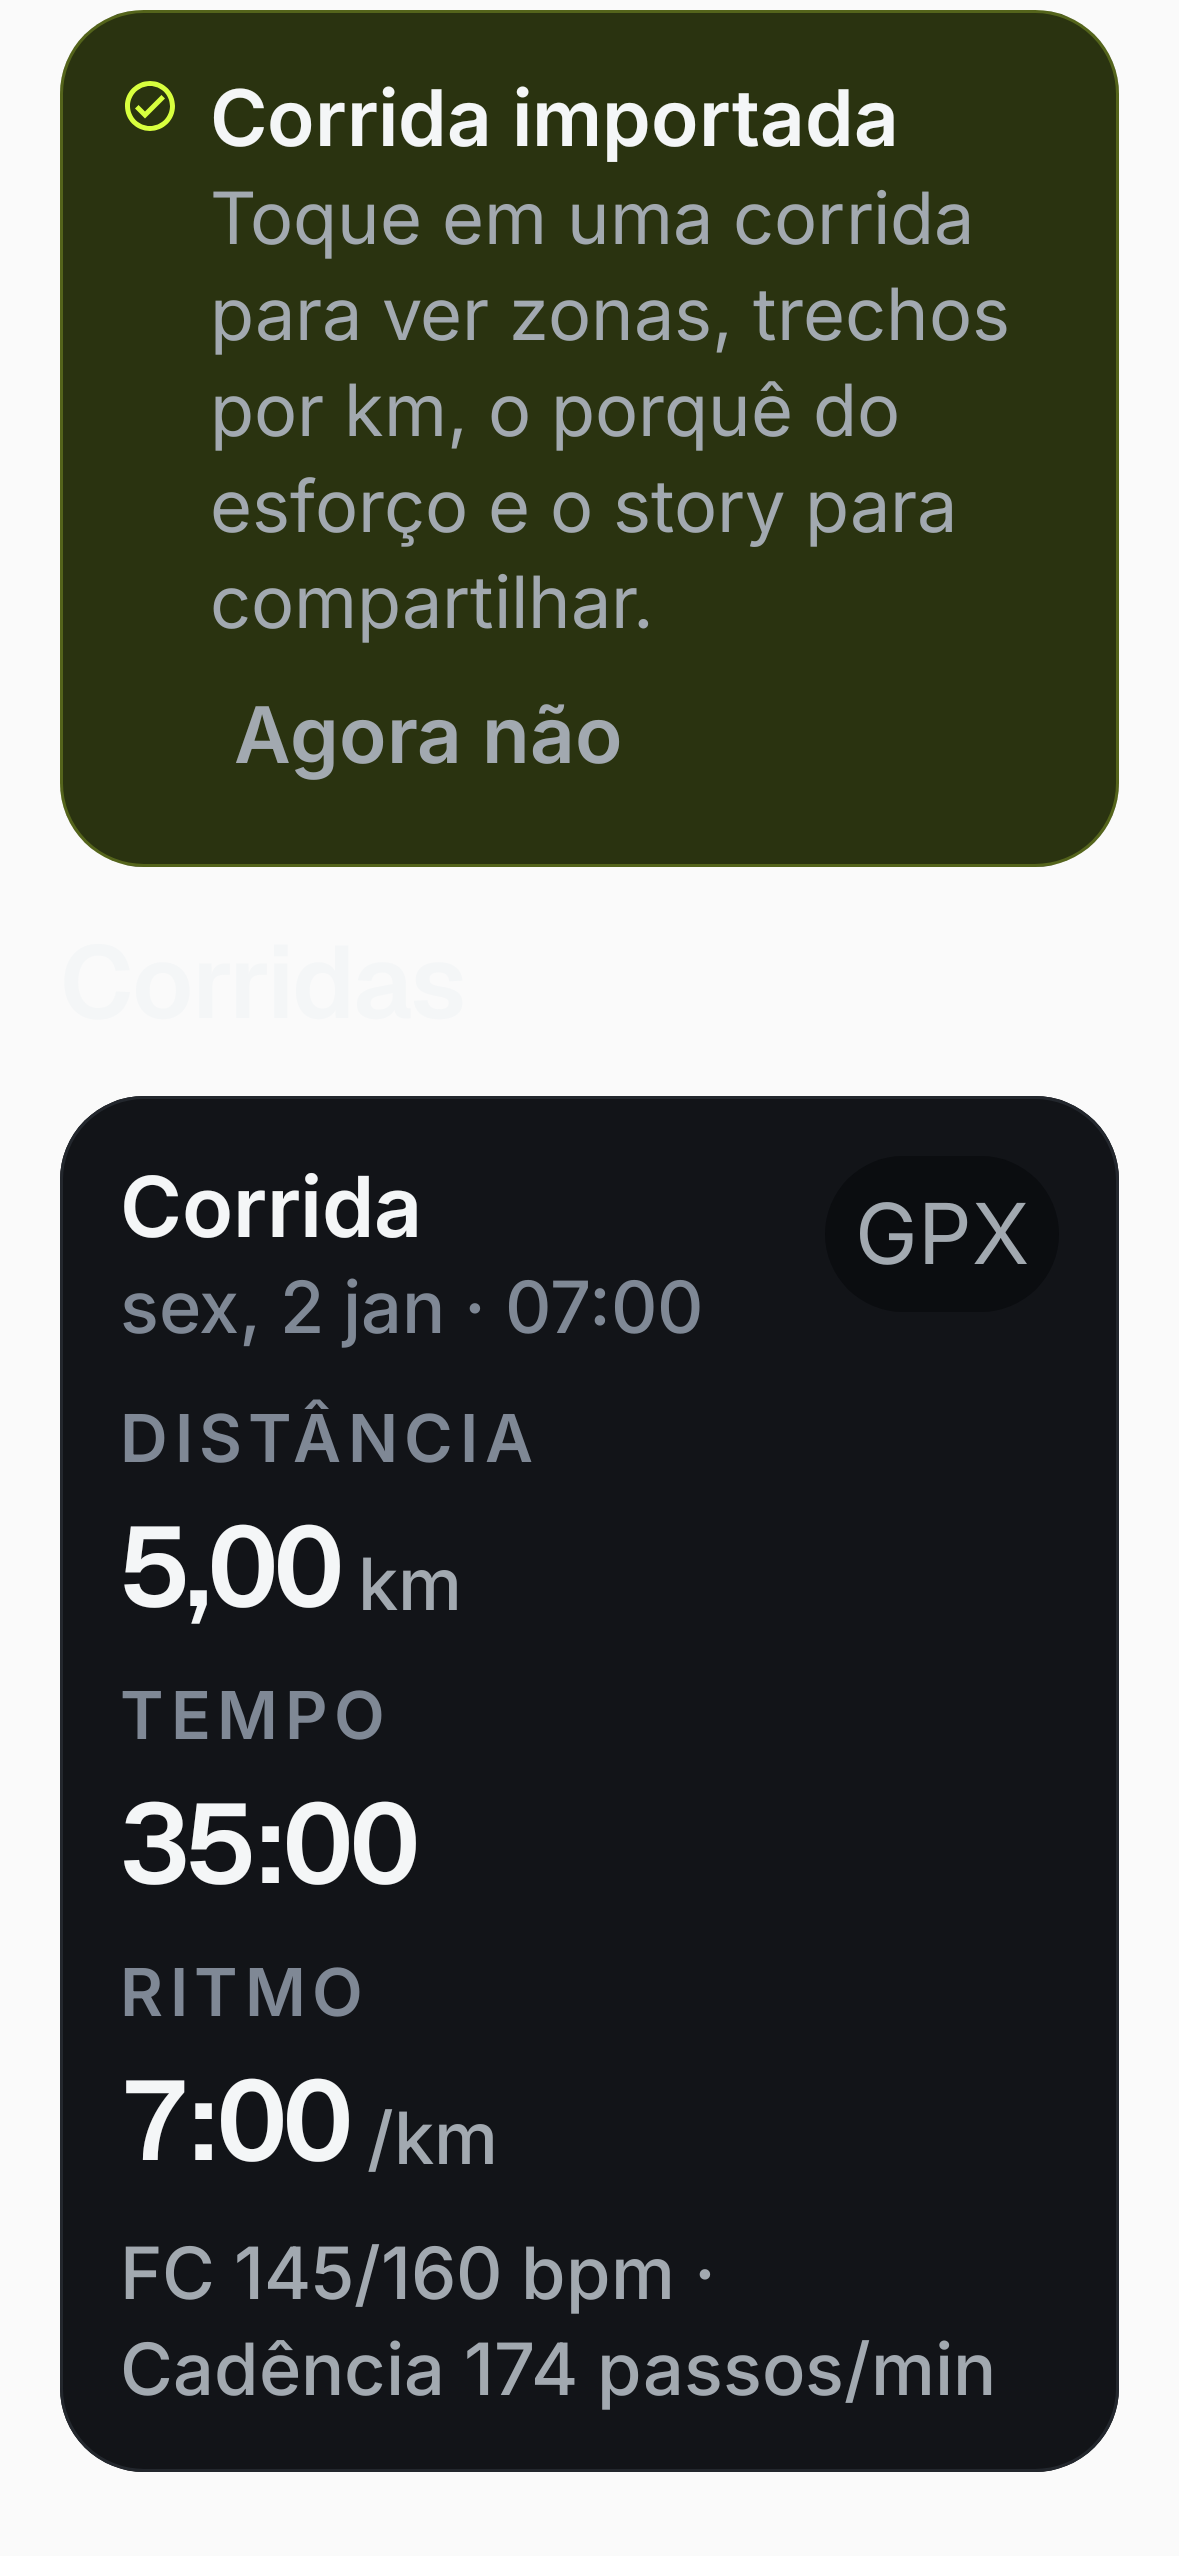 Corrida importada
Toque em uma corrida
para ver zonas, trechos
por km, o porquê do
esforço e o story para
compartilhar.
Agora não
Corridas
Corrida
GPX
sex, 2 jan · 07:00
DISTÂNCIA
5,00 km
TEMPO
35:00
RITMO
7:00 /km
FC 145/160 bpm ·
Cadência 174 passos/min